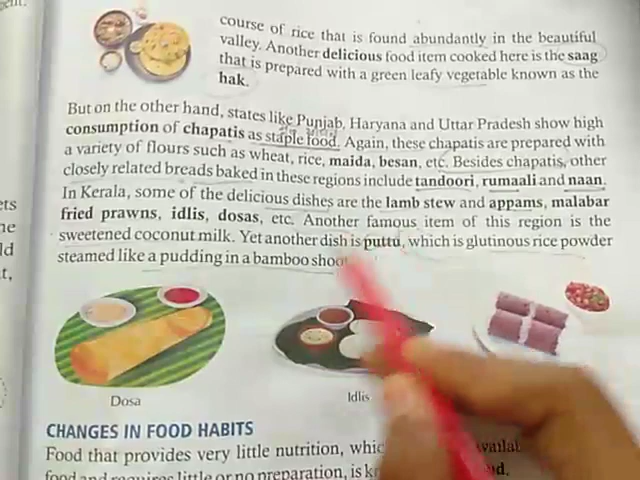 course of rice that is found abundantly in the beautiful
valley. Another delicious food item cooked here is the saag
that is prepared with a green leafy vegetable known as the
hak.
But on the other hand, states like Punjab, Haryana and Uttar Pradesh show high
consumption of chapatis as staple food. Again, these chapatis are prepared with
a variety of flours such as wheat, rice, maida, besan, etc. Besides chapatis, other
closely related breads baked in these regions include tandoori, rumaali and naan.
In Kerala, some of the delicious dishes are the lamb stew and appams, malabar
fried prawns, idlis, dosas, etc. Another famous item of this region is the
sweetened coconut milk. Yet another dish is puttu, which is glutinous rice powder
steamed like a pudding in a bamboo shoot
Dosa
Idlis
CHANGES IN FOOD HABITS
Food that provides very little nutrition,
food and requires little or no preparation, is